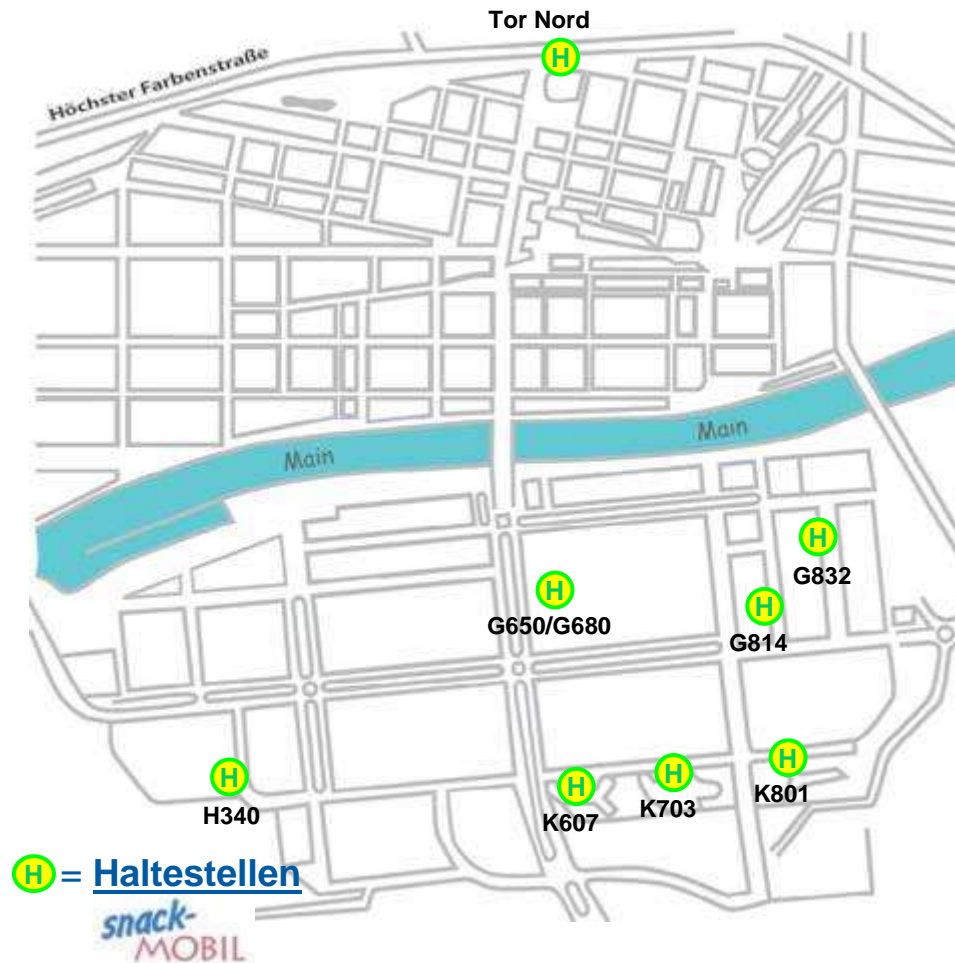 Tor Nord
H
Höchster Farbenstraße
Main
Main
H
G832
H
G650/G680
H
G814
H
H340
H
K607
H
K703
H
K801
H = Haltestellen
snack-
MOBIL